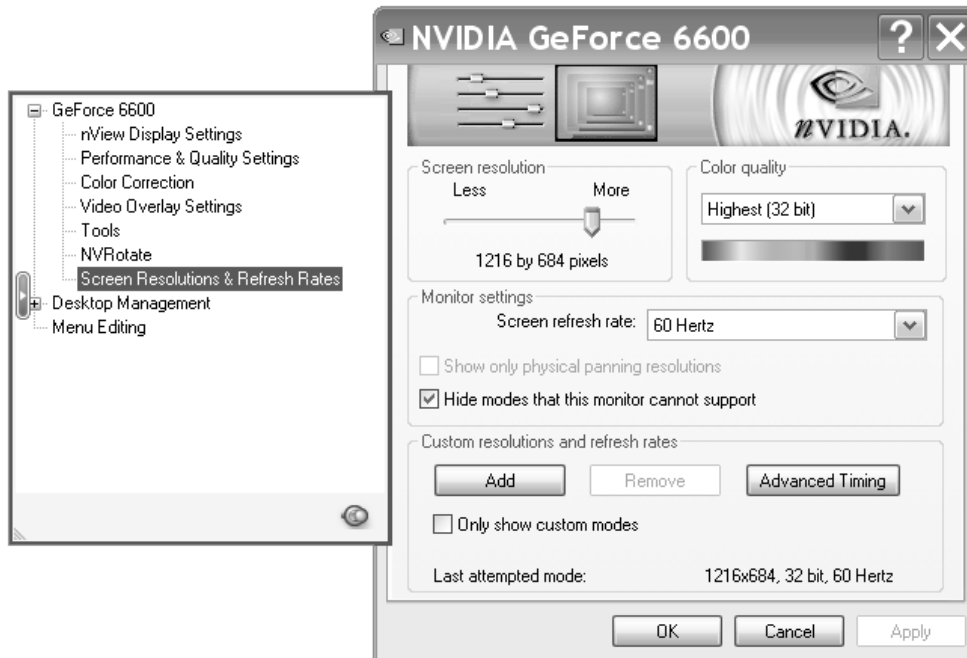 NVIDIA GeForce 6600
?
nVIDIA.
GeForce 6600
nView Display Settings
Performance & Quality Settings
Color Correction
Video Overlay Settings
Tools
NVRotate
Screen Resolutions & Refresh Rates
Desktop Management
Menu Editing
Screen resolution
Less More
1216 by 684 pixels
Color quality
Highest (32 bit)
Monitor settings
Screen refresh rate: 60 Hertz
Show only physical panning resolutions
Hide modes that this monitor cannot support
Custom resolutions and refresh rates
Add Remove Advanced Timing
Only show custom modes
Last attempted mode: 1216x684, 32 bit, 60 Hertz
OK Cancel Apply